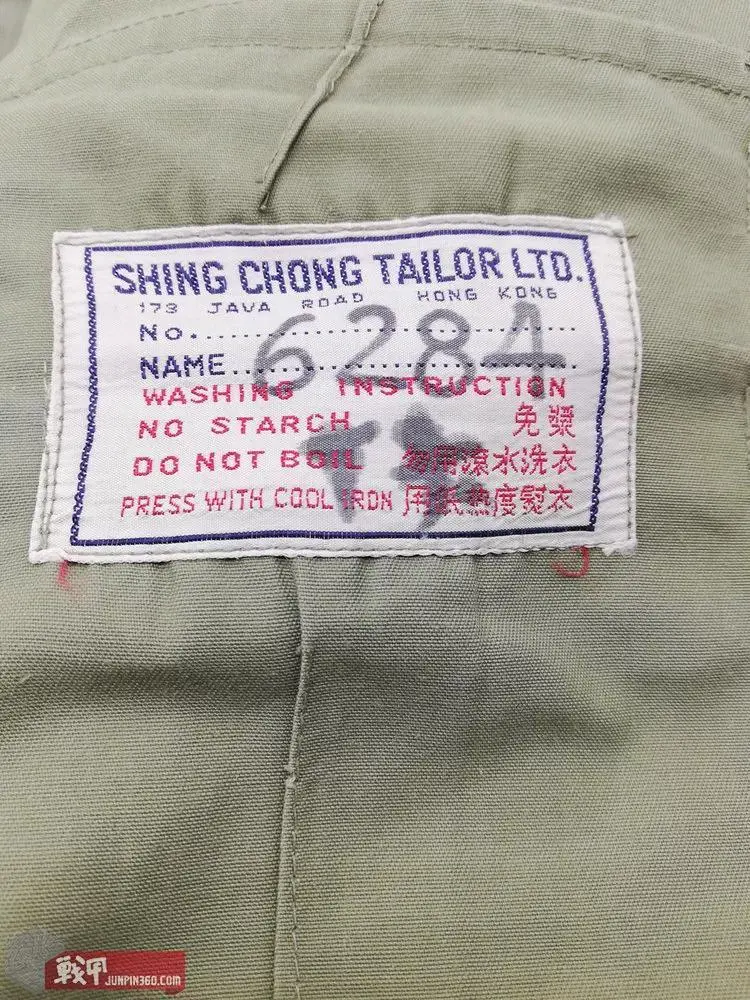 SHING CHONG TAILOR LTD.
173 JAVA ROAD HONG KONG
No.
6284
NAME
WASHING INSTRUCTION
NO STARCH 免漿
DO NOT BOIL 勿用滾水洗衣
PRESS WITH COOL IRON 用低热度熨衣
戰甲 JUNPIN360.COM